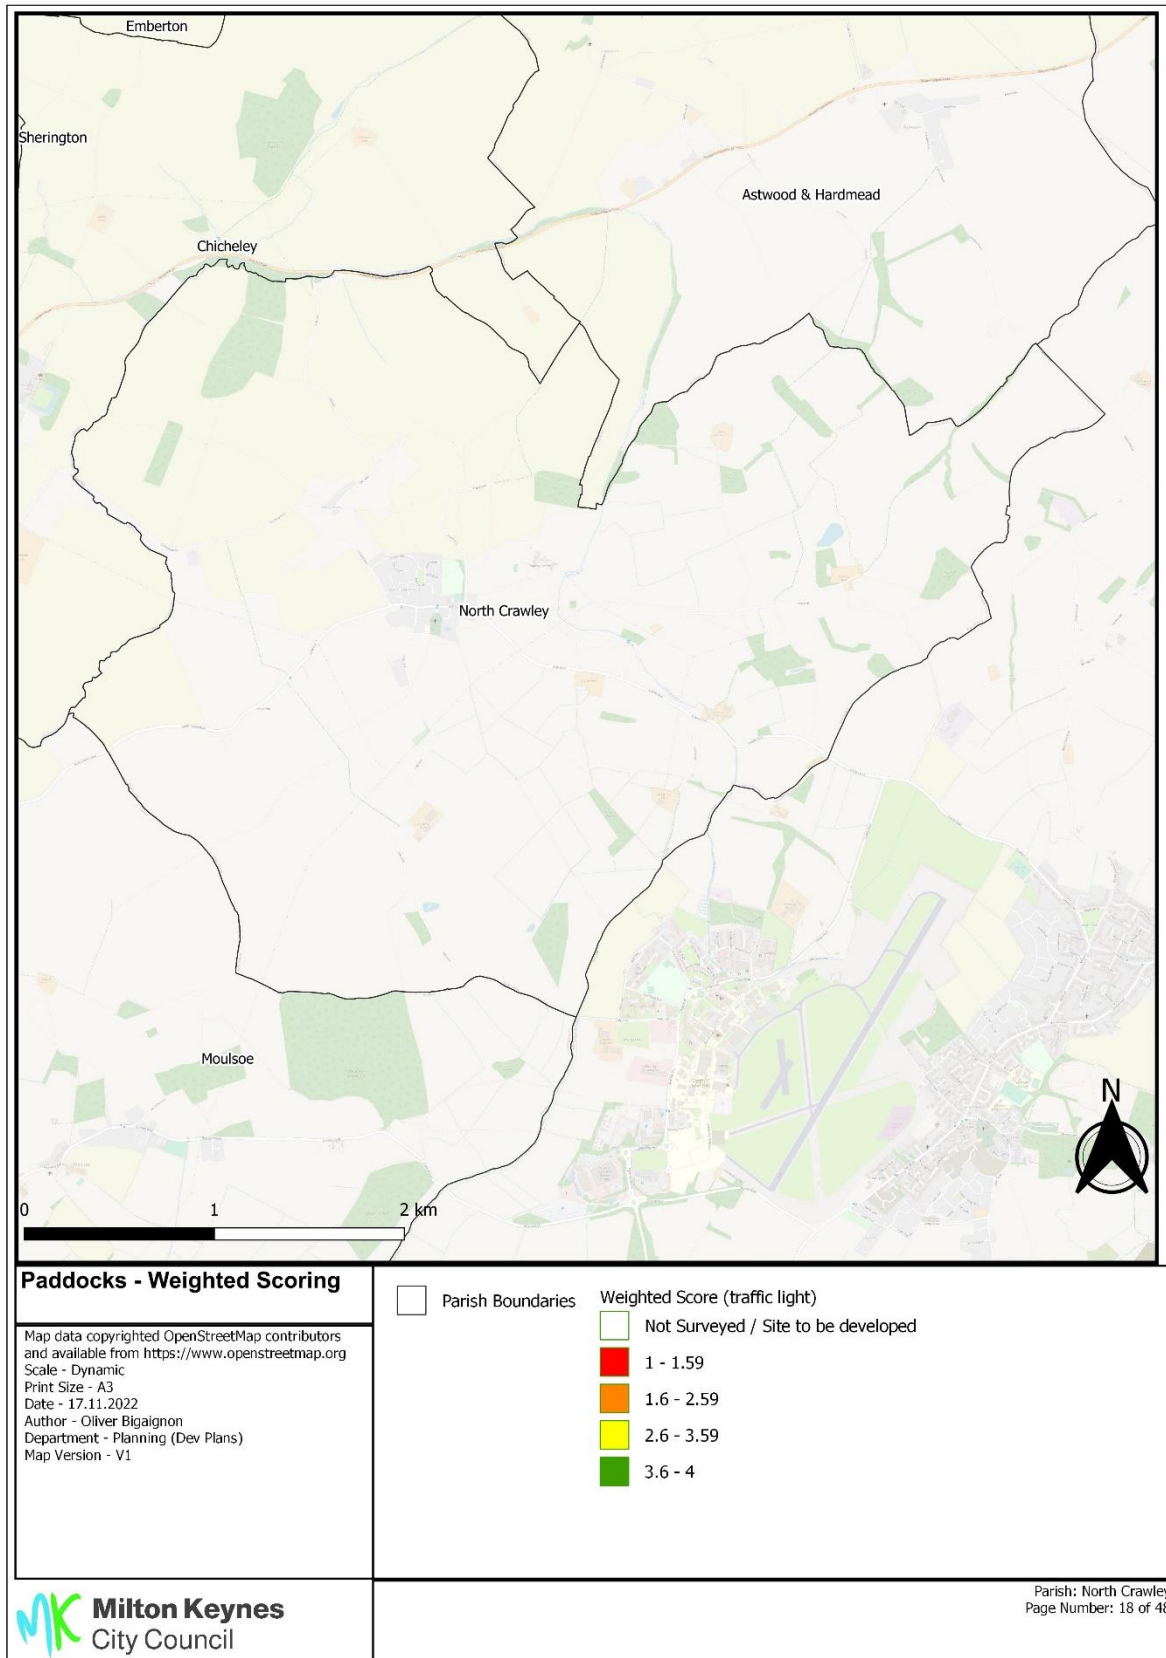 Emberton
Sherington
Astwood & Hardmead
Chicheley
North Crawley
Moulsoe
N
0 1 2 km
Paddocks - Weighted Scoring
Map data copyrighted OpenStreetMap contributors
and available from https://www.openstreetmap.org
Scale - Dynamic
Print Size - A3
Date - 17.11.2022
Author - Oliver Bigaignon
Department - Planning (Dev Plans)
Map Version - V1
Parish Boundaries
Weighted Score (traffic light)
Not Surveyed / Site to be developed
1 - 1.59
1.6 - 2.59
2.6 - 3.59
3.6 - 4
MK Milton Keynes
City Council
Parish: North Crawley
Page Number: 18 of 48